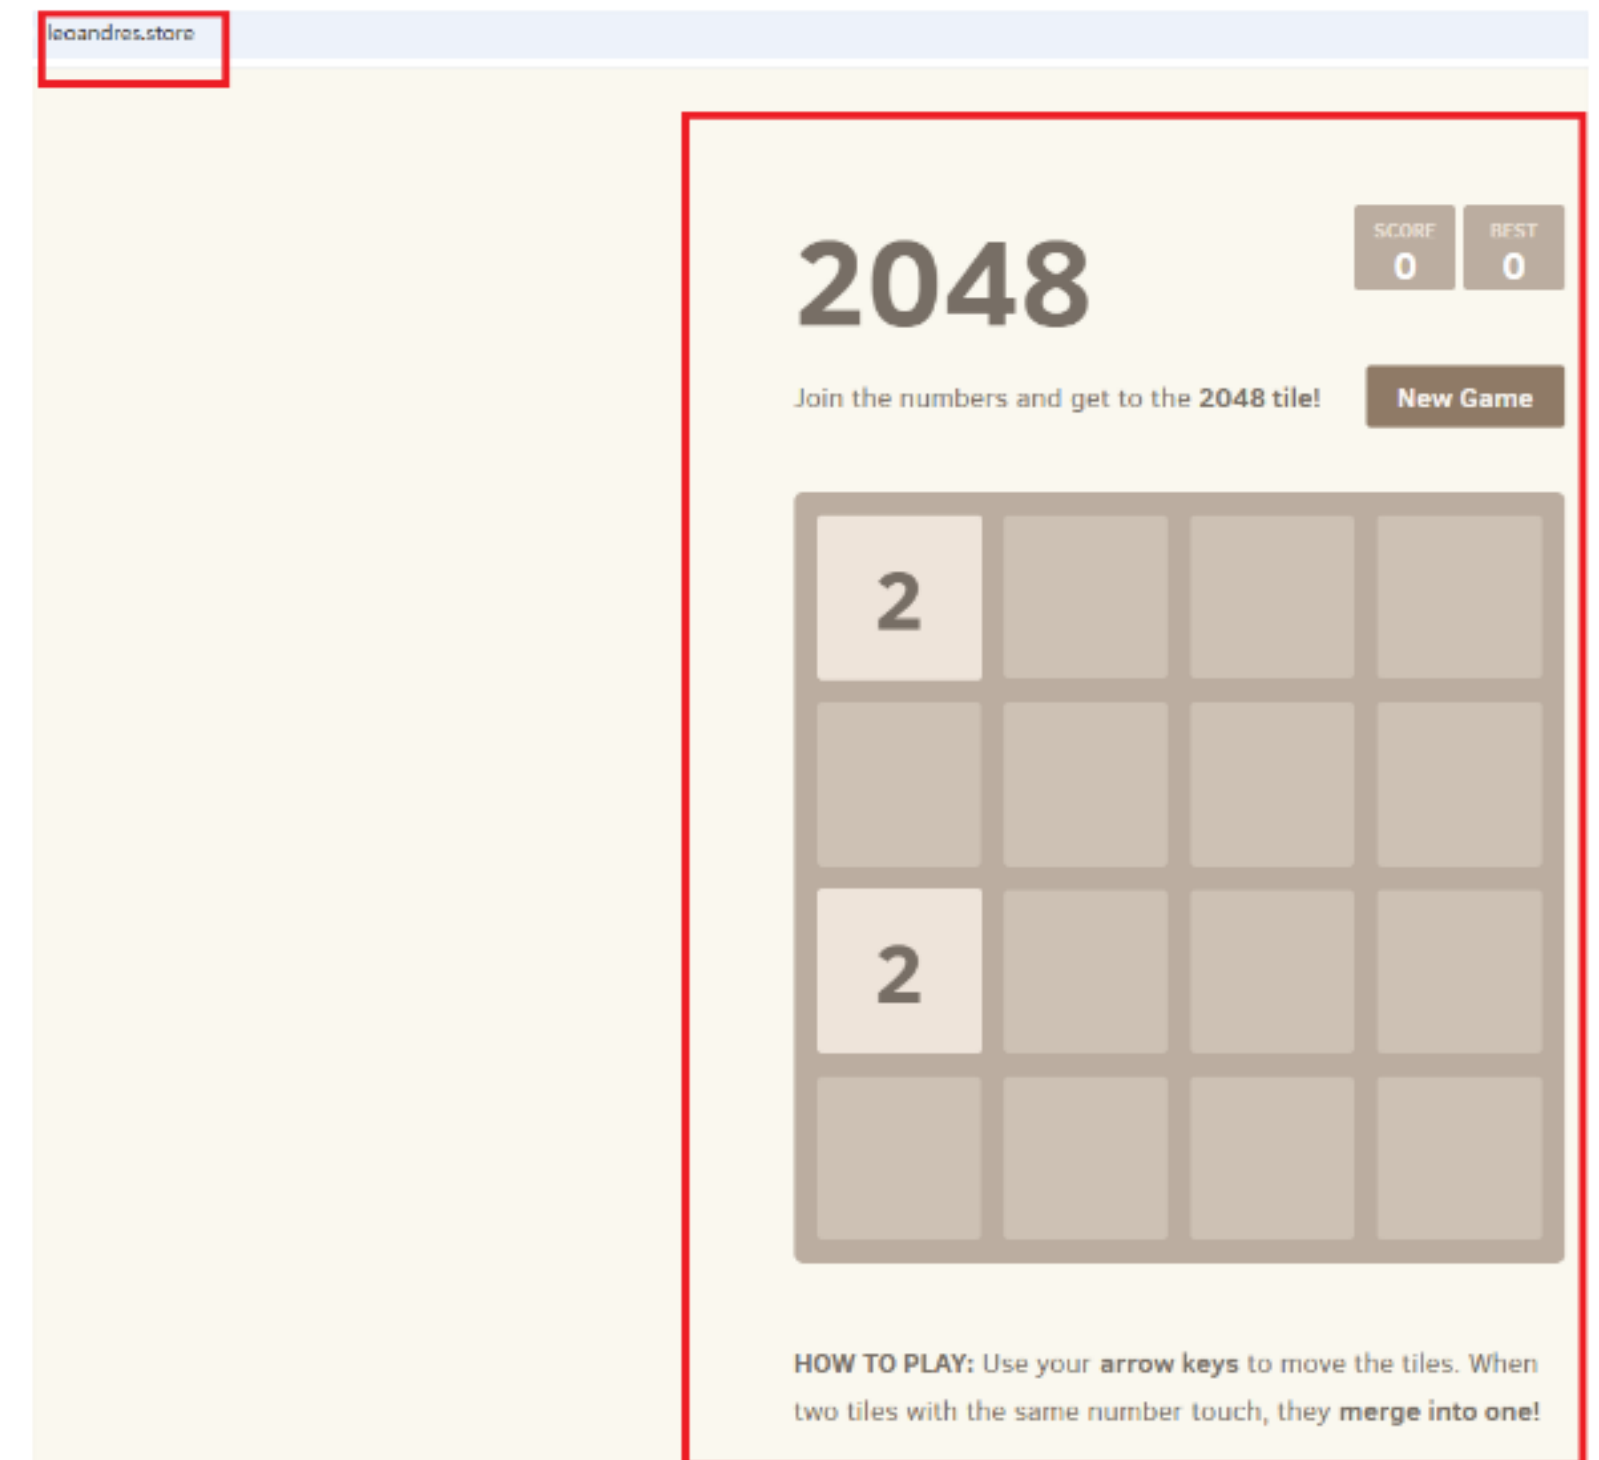 leoandres.store
SCORE BEST
0 0
2048
Join the numbers and get to the 2048 tile!
New Game
2
2
HOW TO PLAY: Use your arrow keys to move the tiles. When
two tiles with the same number touch, they merge into one!